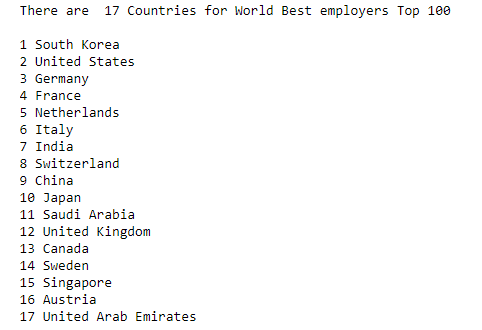 There are  17 Countries for World Best employers Top 100
1 South Korea
2 United States
3 Germany
4 France
5 Netherlands
6 Italy
7 India
8 Switzerland
9 China
10 Japan
11 Saudi Arabia
12 United Kingdom
13 Canada
14 Sweden
15 Singapore
16 Austria
17 United Arab Emirates